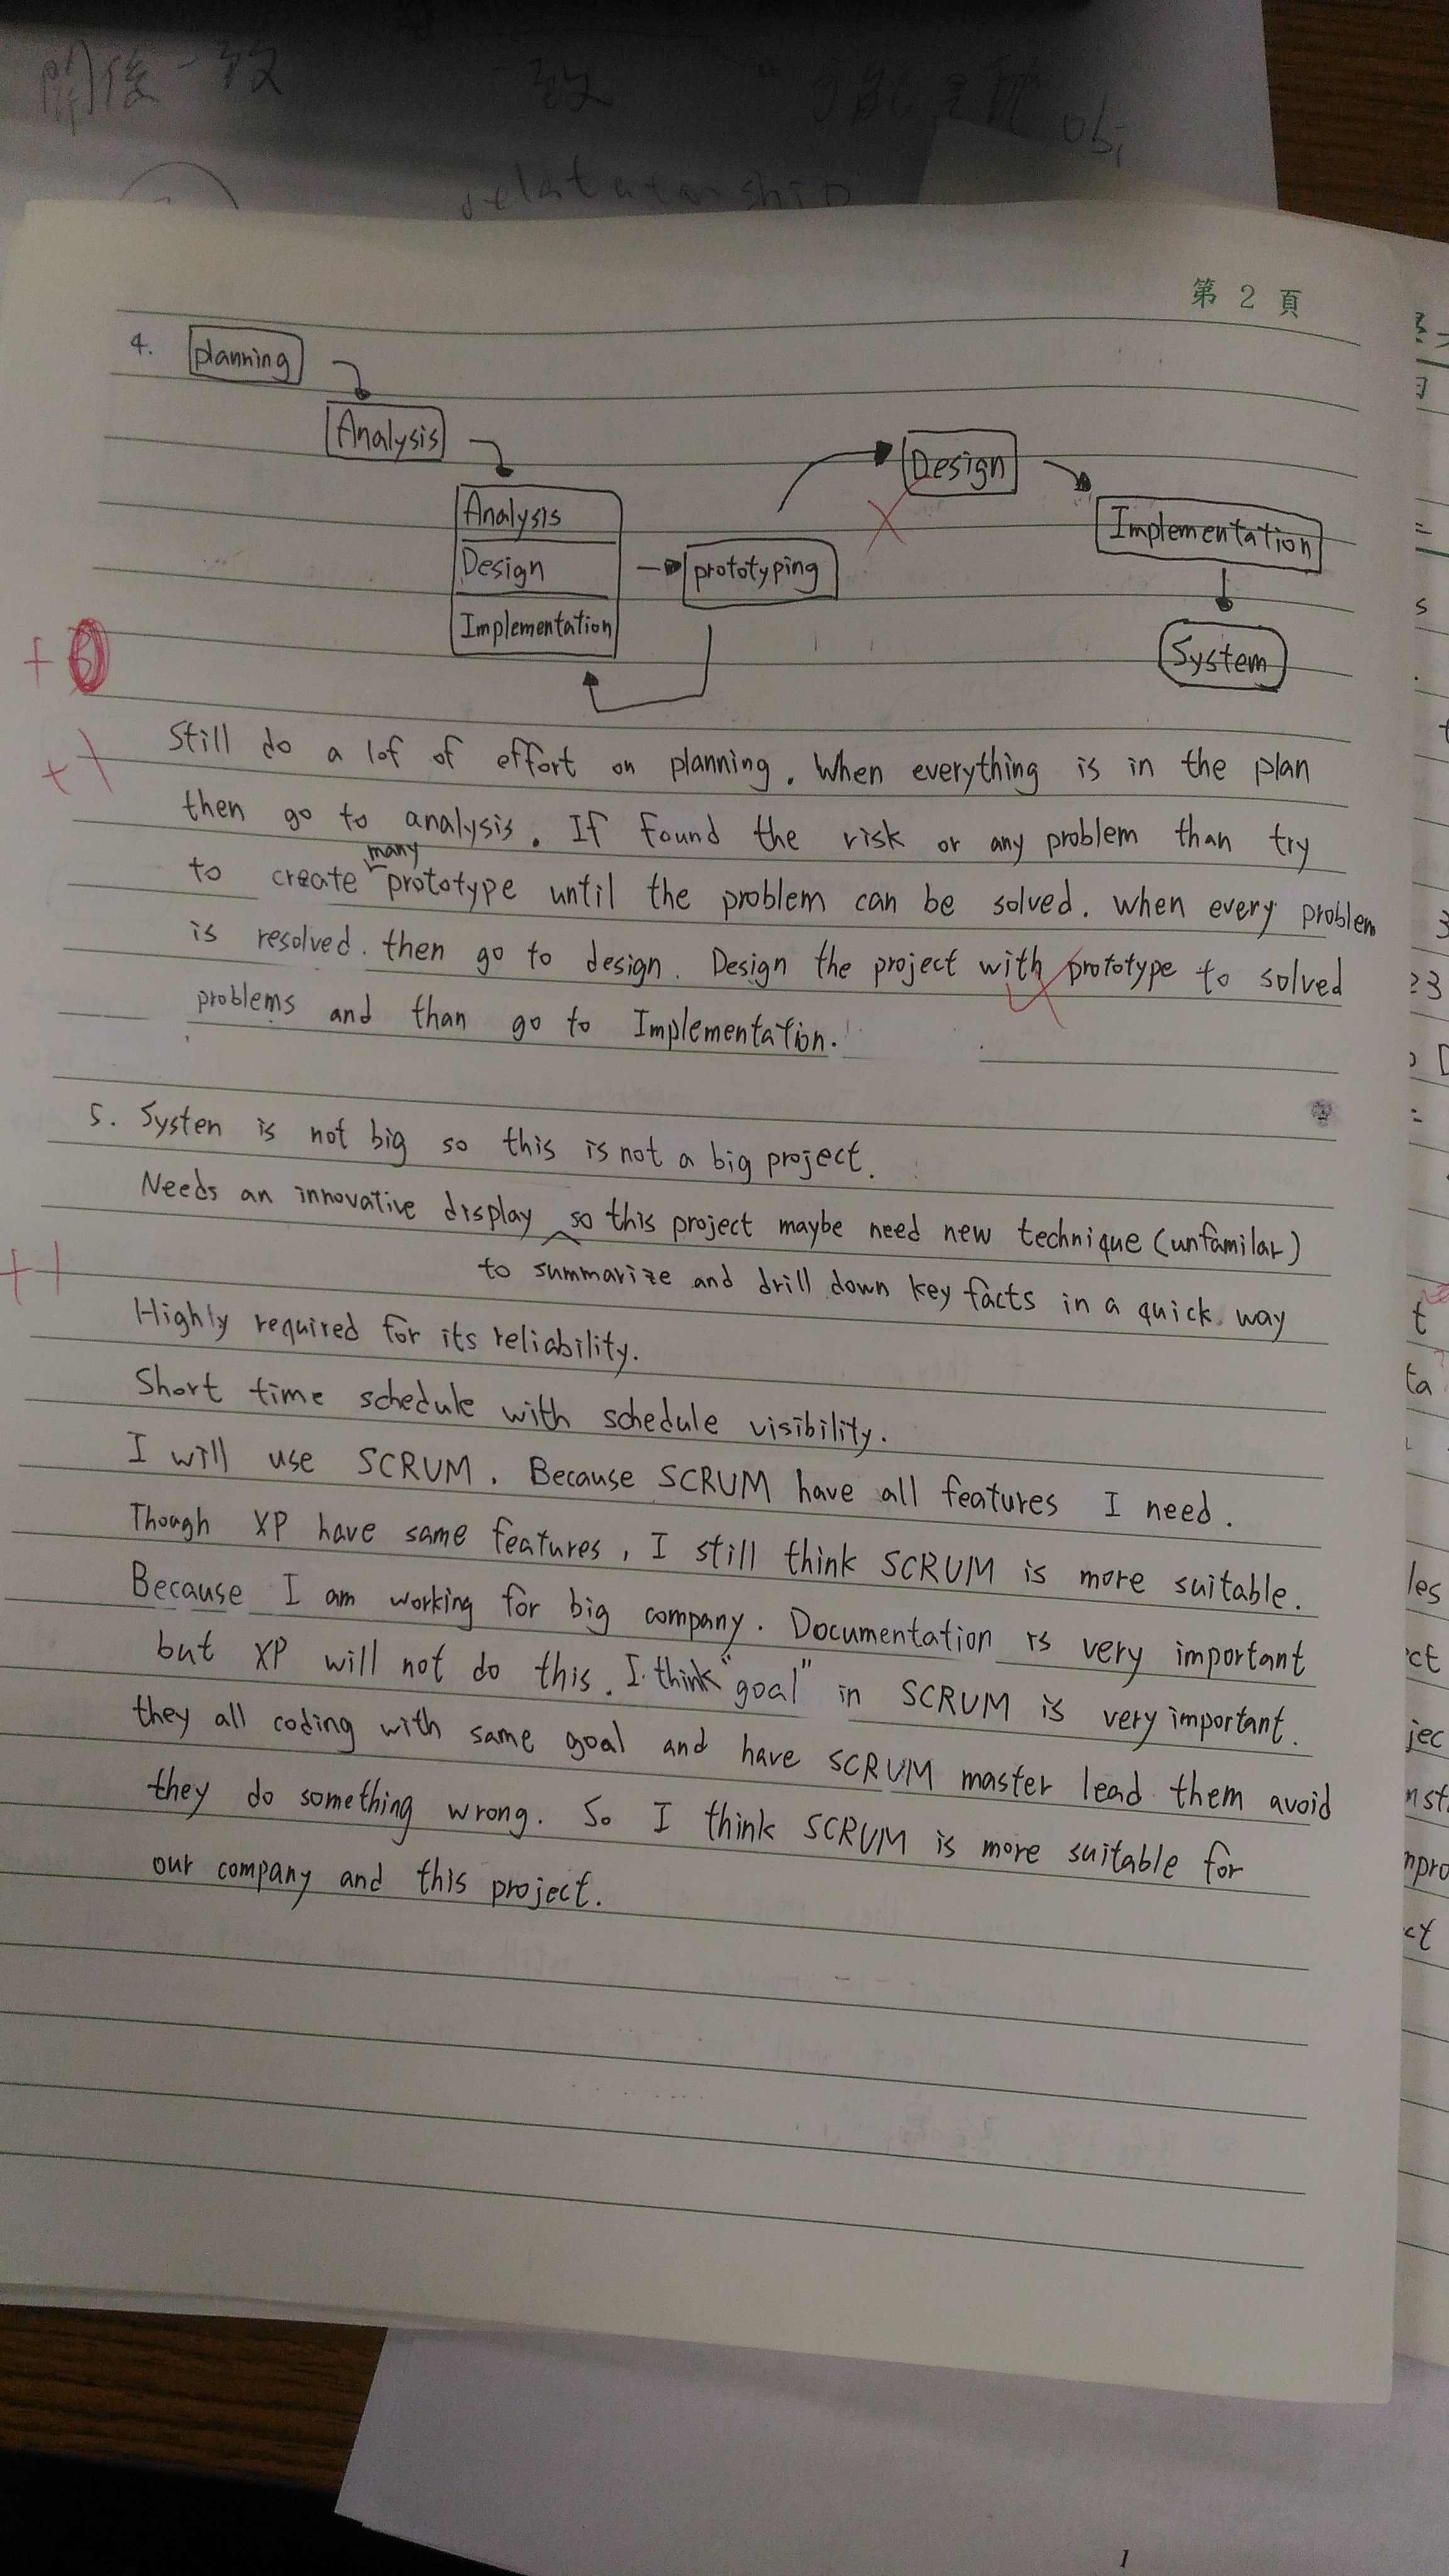 開係一致
一致
obj
第 2 頁
4.
planning
Analysis
Analysis
Design
Implementation
prototyping
Design
Implementation
System
Still do a lof of effort on planning. When everything is in the plan
+1
then go to analysis. If found the risk or any problem than try
many
to create prototype until the problem can be solved. when every problem
is resolved. then go to design. Design the project with prototype to solved
problems and than go to Implementation.
5. Systen is not big so this is not a big project.
Needs an innovative display so this project maybe need new technique (unfamilar)
to summarize and drill down key facts in a quick way
+1
Highly required for its reliability.
Short time schedule with schedule visibility.
I will use SCRUM. Because SCRUM have all features I need.
Though XP have same features, I still think SCRUM is more suitable.
Because I am working for big company. Documentation is very important
but XP will not do this. I think "goal" in SCRUM is very important.
they all coding with same goal and have SCRUM master lead them avoid
they do something wrong. So I think SCRUM is more suitable for
our company and this project.
1